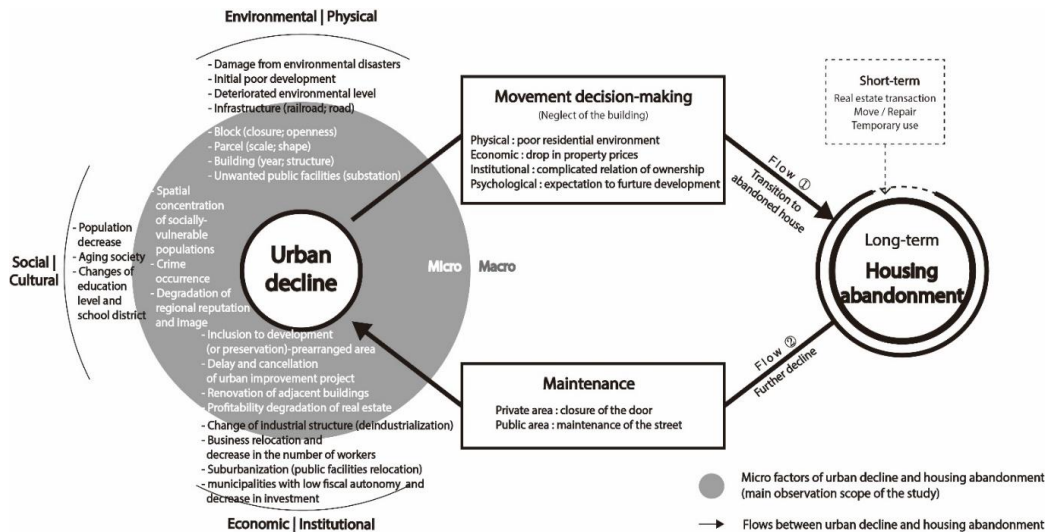 Environmental | Physical
- Damage from environmental disasters
- Initial poor development
- Deteriorated environmental level
- Infrastructure (railroad; road)
- Block (closure; openness)
- Parcel (scale; shape)
- Building (year; structure)
- Unwanted public facilities (substation)
Social |
Cultural
- Population
decrease
- Aging society
- Changes of
education
level and
school district
- Spatial
concentration
of socially-
vulnerable
populations
- Crime
occurrence
- Degradation of
regional reputation
and image
Urban
decline
Micro
Macro
- Inclusion to development
(or preservation)-prearranged area
- Delay and cancellation
of urban improvement project
- Renovation of adjacent buildings
- Profitability degradation of real estate
- Change of industrial structure (deindustrialization)
- Business relocation and
decrease in the number of workers
- Suburbanization (public facilities relocation)
- municipalities with low fiscal autonomy and
decrease in investment
Economic | Institutional
Movement decision-making
(Neglect of the building)
Physical : poor residential environment
Economic : drop in property prices
Institutional : complicated relation of ownership
Psychological : expectation to furture development
Flow ①
Transition to
abandoned house
Short-term
Real estate transaction
Move / Repair
Temporary use
Long-term
Housing
abandonment
Flow ②
Further decline
Maintenance
Private area : closure of the door
Public area : maintenance of the street
Micro factors of urban decline and housing abandonment
(main observation scope of the study)
Flows between urban decline and housing abandonment